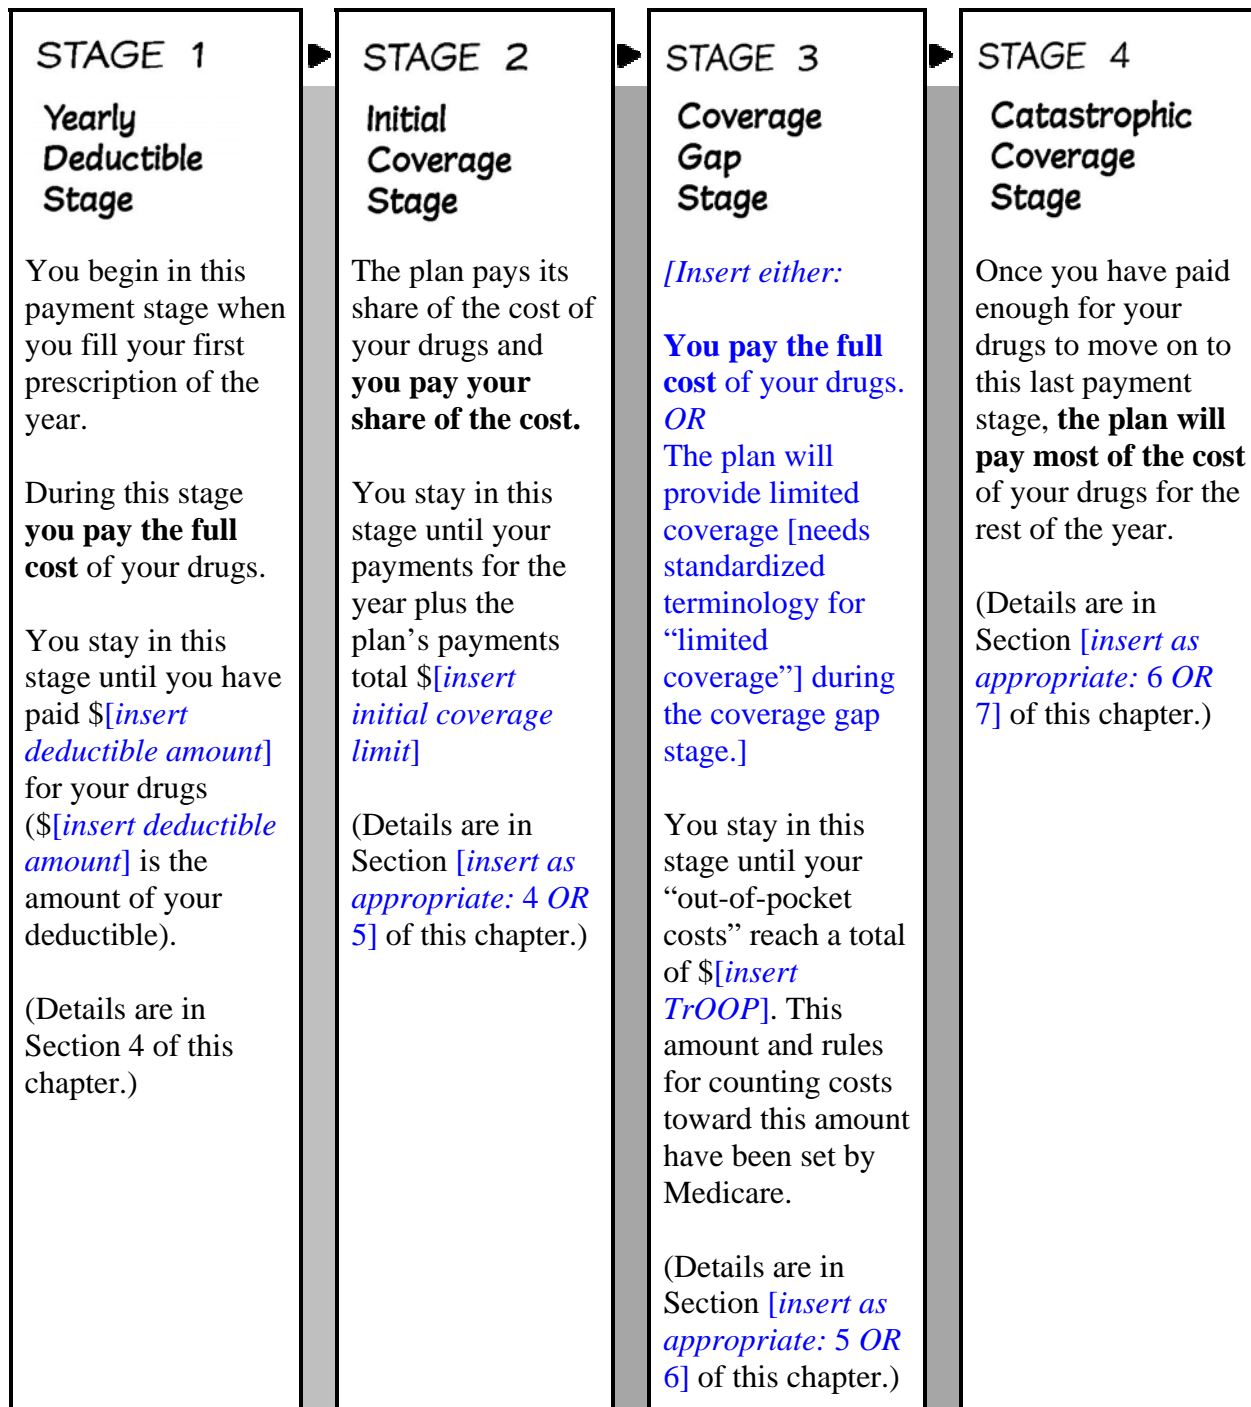 STAGE 1
Yearly
Deductible
Stage
You begin in this
payment stage when
you fill your first
prescription of the
year.
During this stage
you pay the full
cost of your drugs.
You stay in this
stage until you have
paid $[insert
deductible amount]
for your drugs
($[insert deductible
amount] is the
amount of your
deductible).
(Details are in
Section 4 of this
chapter.)
STAGE 2
Initial
Coverage
Stage
The plan pays its
share of the cost of
your drugs and
you pay your
share of the cost.
You stay in this
stage until your
payments for the
year plus the
plan’s payments
total $[insert
initial coverage
limit]
(Details are in
Section [insert as
appropriate: 4 OR
5] of this chapter.)
STAGE 3
Coverage
Gap
Stage
[Insert either:
You pay the full
cost of your drugs.
OR
The plan will
provide limited
coverage [needs
standardized
terminology for
“limited
coverage”] during
the coverage gap
stage.]
You stay in this
stage until your
“out-of-pocket
costs” reach a total
of $[insert
TrOOP]. This
amount and rules
for counting costs
toward this amount
have been set by
Medicare.
(Details are in
Section [insert as
appropriate: 5 OR
6] of this chapter.)
STAGE 4
Catastrophic
Coverage
Stage
Once you have paid
enough for your
drugs to move on to
this last payment
stage, the plan will
pay most of the cost
of your drugs for the
rest of the year.
(Details are in
Section [insert as
appropriate: 6 OR
7] of this chapter.)